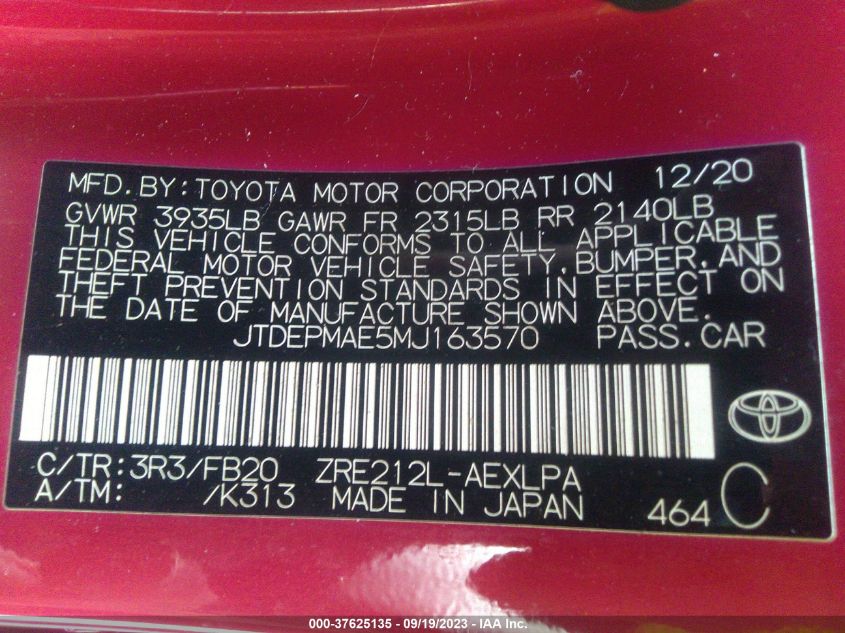 MFD.BY:TOYOTA MOTOR CORPORATION 12/20
GVWR 3935LB GAWR FR 2315LB RR 2140LB
THIS VEHICLE CONFORMS TO ALL APPLICABLE
FEDERAL MOTOR VEHICLE SAFETY,BUMPER,AND
THEFT PREVENTION STANDARDS IN EFFECT ON
THE DATE OF MANUFACTURE SHOWN ABOVE.
JTDEPMAE5MJ163570 PASS.CAR
C/TR:3R3/FB20 ZRE212L-AEXLPA
A/TM: /K313 MADE IN JAPAN 464 C
000-37625135 - 09/19/2023 - IAA Inc.